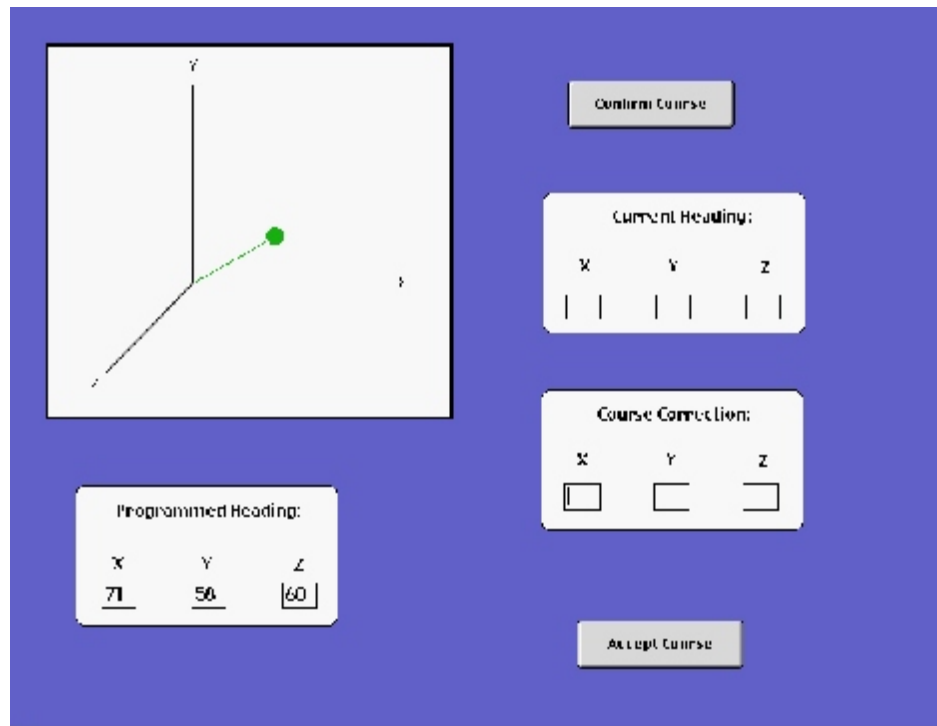 Y
Confirm Course
Current Heading:
X Y Z
X
Z
Course Correction:
X Y Z
Programmed Heading:
X Y Z
71 58 60
Accept Course